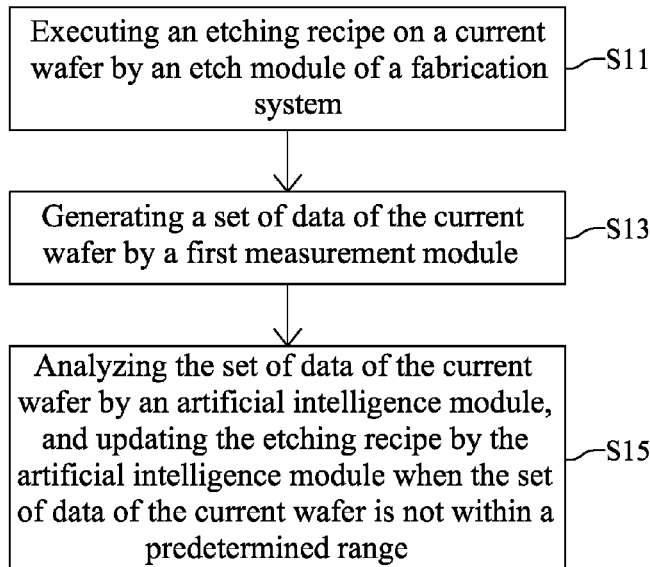 Executing an etching recipe on a current
wafer by an etch module of a fabrication
system
S11
Generating a set of data of the current
wafer by a first measurement module
S13
Analyzing the set of data of the current
wafer by an artificial intelligence module,
and updating the etching recipe by the
artificial intelligence module when the set
of data of the current wafer is not within a
predetermined range
S15